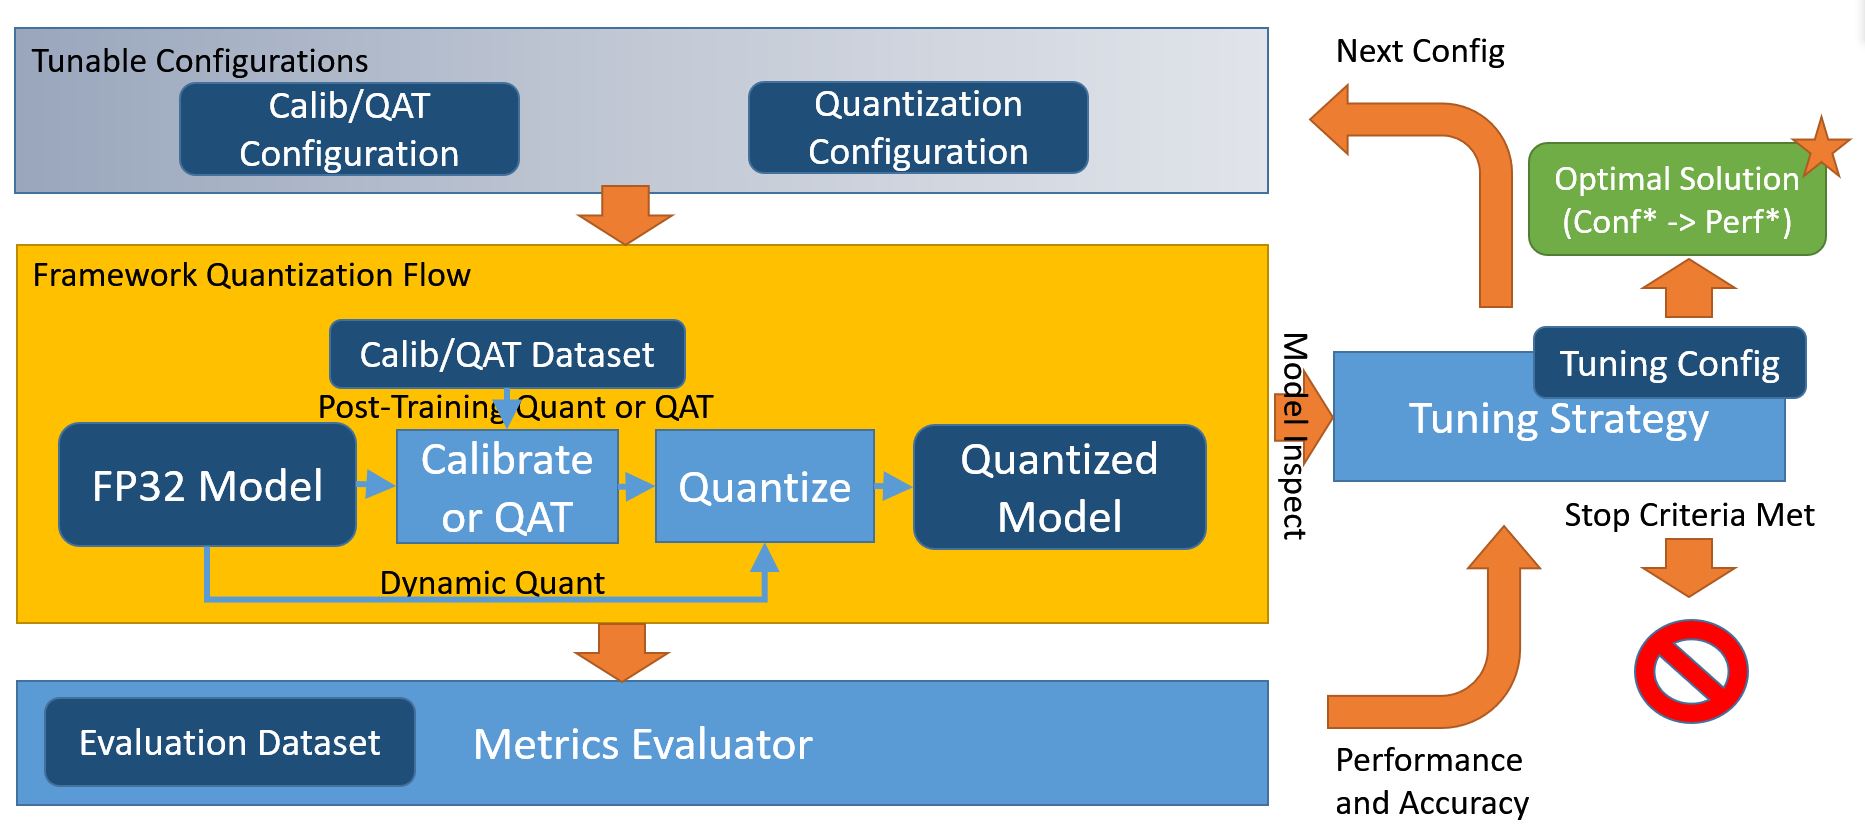 Tunable Configurations
Calib/QAT
Configuration
Quantization
Configuration
Framework Quantization Flow
Calib/QAT Dataset
Post-Training Quant or QAT
FP32 Model
Calibrate
or QAT
Quantize
Quantized
Model
Dynamic Quant
Evaluation Dataset
Metrics Evaluator
Model Inspect
Next Config
Optimal Solution
(Conf* -> Perf*)
Tuning Config
Tuning Strategy
Stop Criteria Met
Performance
and Accuracy